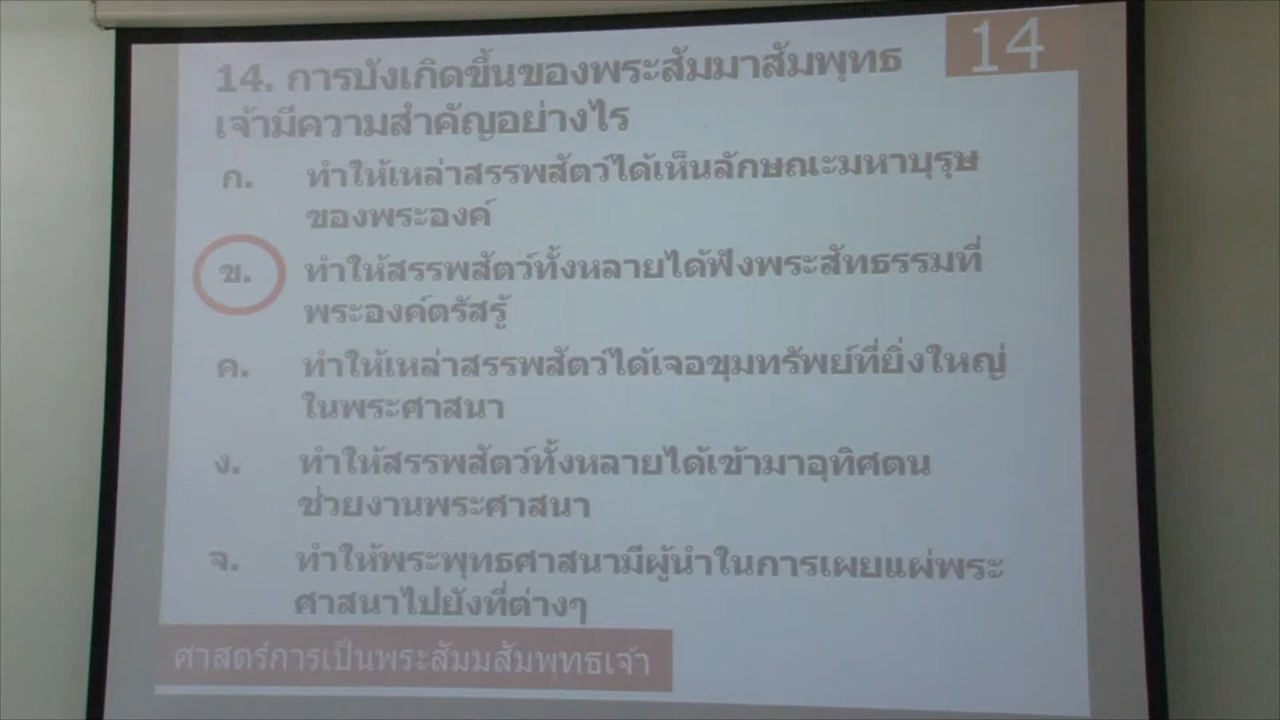 14
14. การบังเกิดขึ้นของพระสัมมาสัมพุทธ
เจ้ามีความสำคัญอย่างไร
ก. ทำให้เหล่าสรรพสัตว์ได้เห็นลักษณะมหาบุรุษ
ของพระองค์
ข. ทำให้สรรพสัตว์ทั้งหลายได้ฟังพระสัทธรรมที่
พระองค์ตรัสรู้
ค. ทำให้เหล่าสรรพสัตว์ได้เจอขุมทรัพย์ที่ยิ่งใหญ่
ในพระศาสนา
ง. ทำให้สรรพสัตว์ทั้งหลายได้เข้ามาอุทิศตน
ช่วยงานพระศาสนา
จ. ทำให้พระพุทธศาสนามีผู้นำในการเผยแผ่พระ
ศาสนาไปยังที่ต่างๆ
ศาสตร์การเป็นพระสัมมสัมพุทธเจ้า